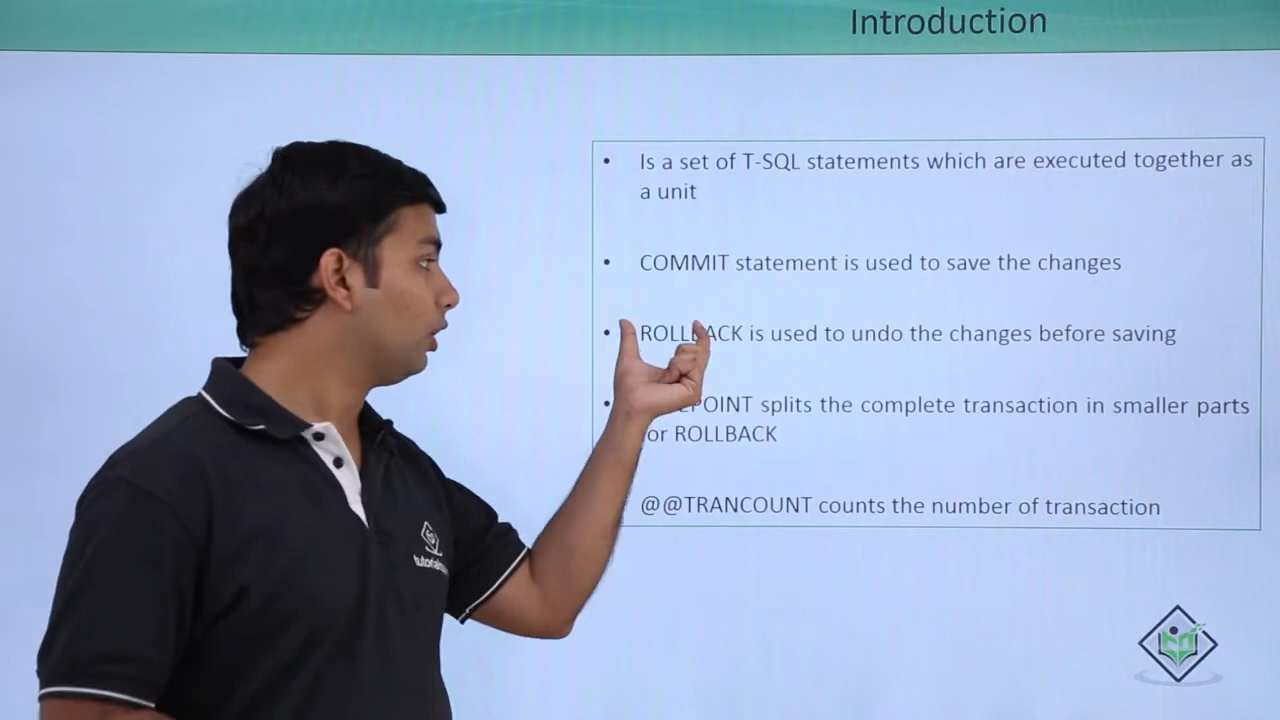 Introduction
• Is a set of T-SQL statements which are executed together as
a unit
• COMMIT statement is used to save the changes
• is used to undo the changes before saving
• splits the complete transaction in smaller parts
or ROLLBACK
@@TRANCOUNT counts the number of transaction